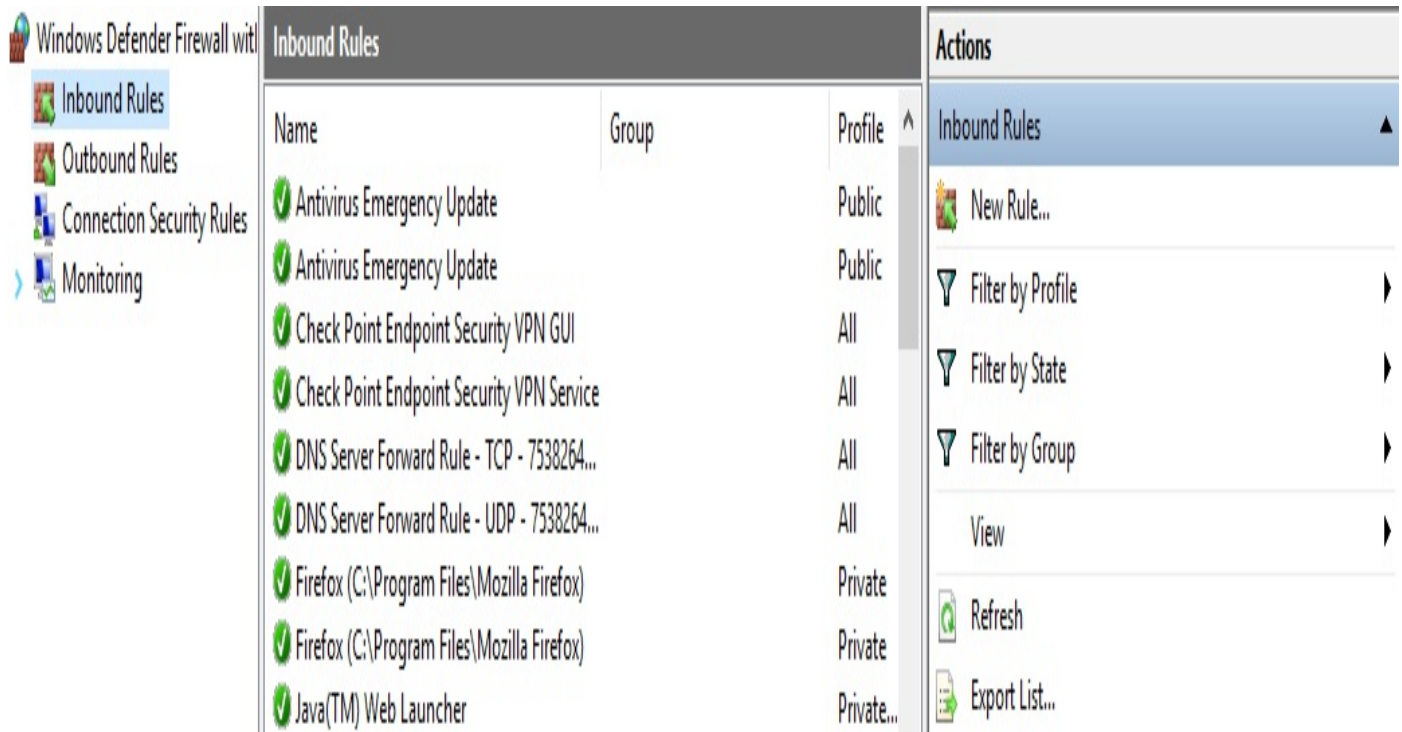 Windows Defender Firewall wit
Inbound Rules
Outbound Rules
Connection Security Rules
Monitoring
Inbound Rules
Name Group Profile
Antivirus Emergency Update Public
Antivirus Emergency Update Public
Check Point Endpoint Security VPN GUI All
Check Point Endpoint Security VPN Service All
DNS Server Forward Rule - TCP - 7538264... All
DNS Server Forward Rule - UDP - 7538264... All
Firefox (C:\Program Files\Mozilla Firefox) Private
Firefox (C:\Program Files\Mozilla Firefox) Private
Java(TM) Web Launcher Private...
Actions
Inbound Rules
New Rule...
Filter by Profile
Filter by State
Filter by Group
View
Refresh
Export List...